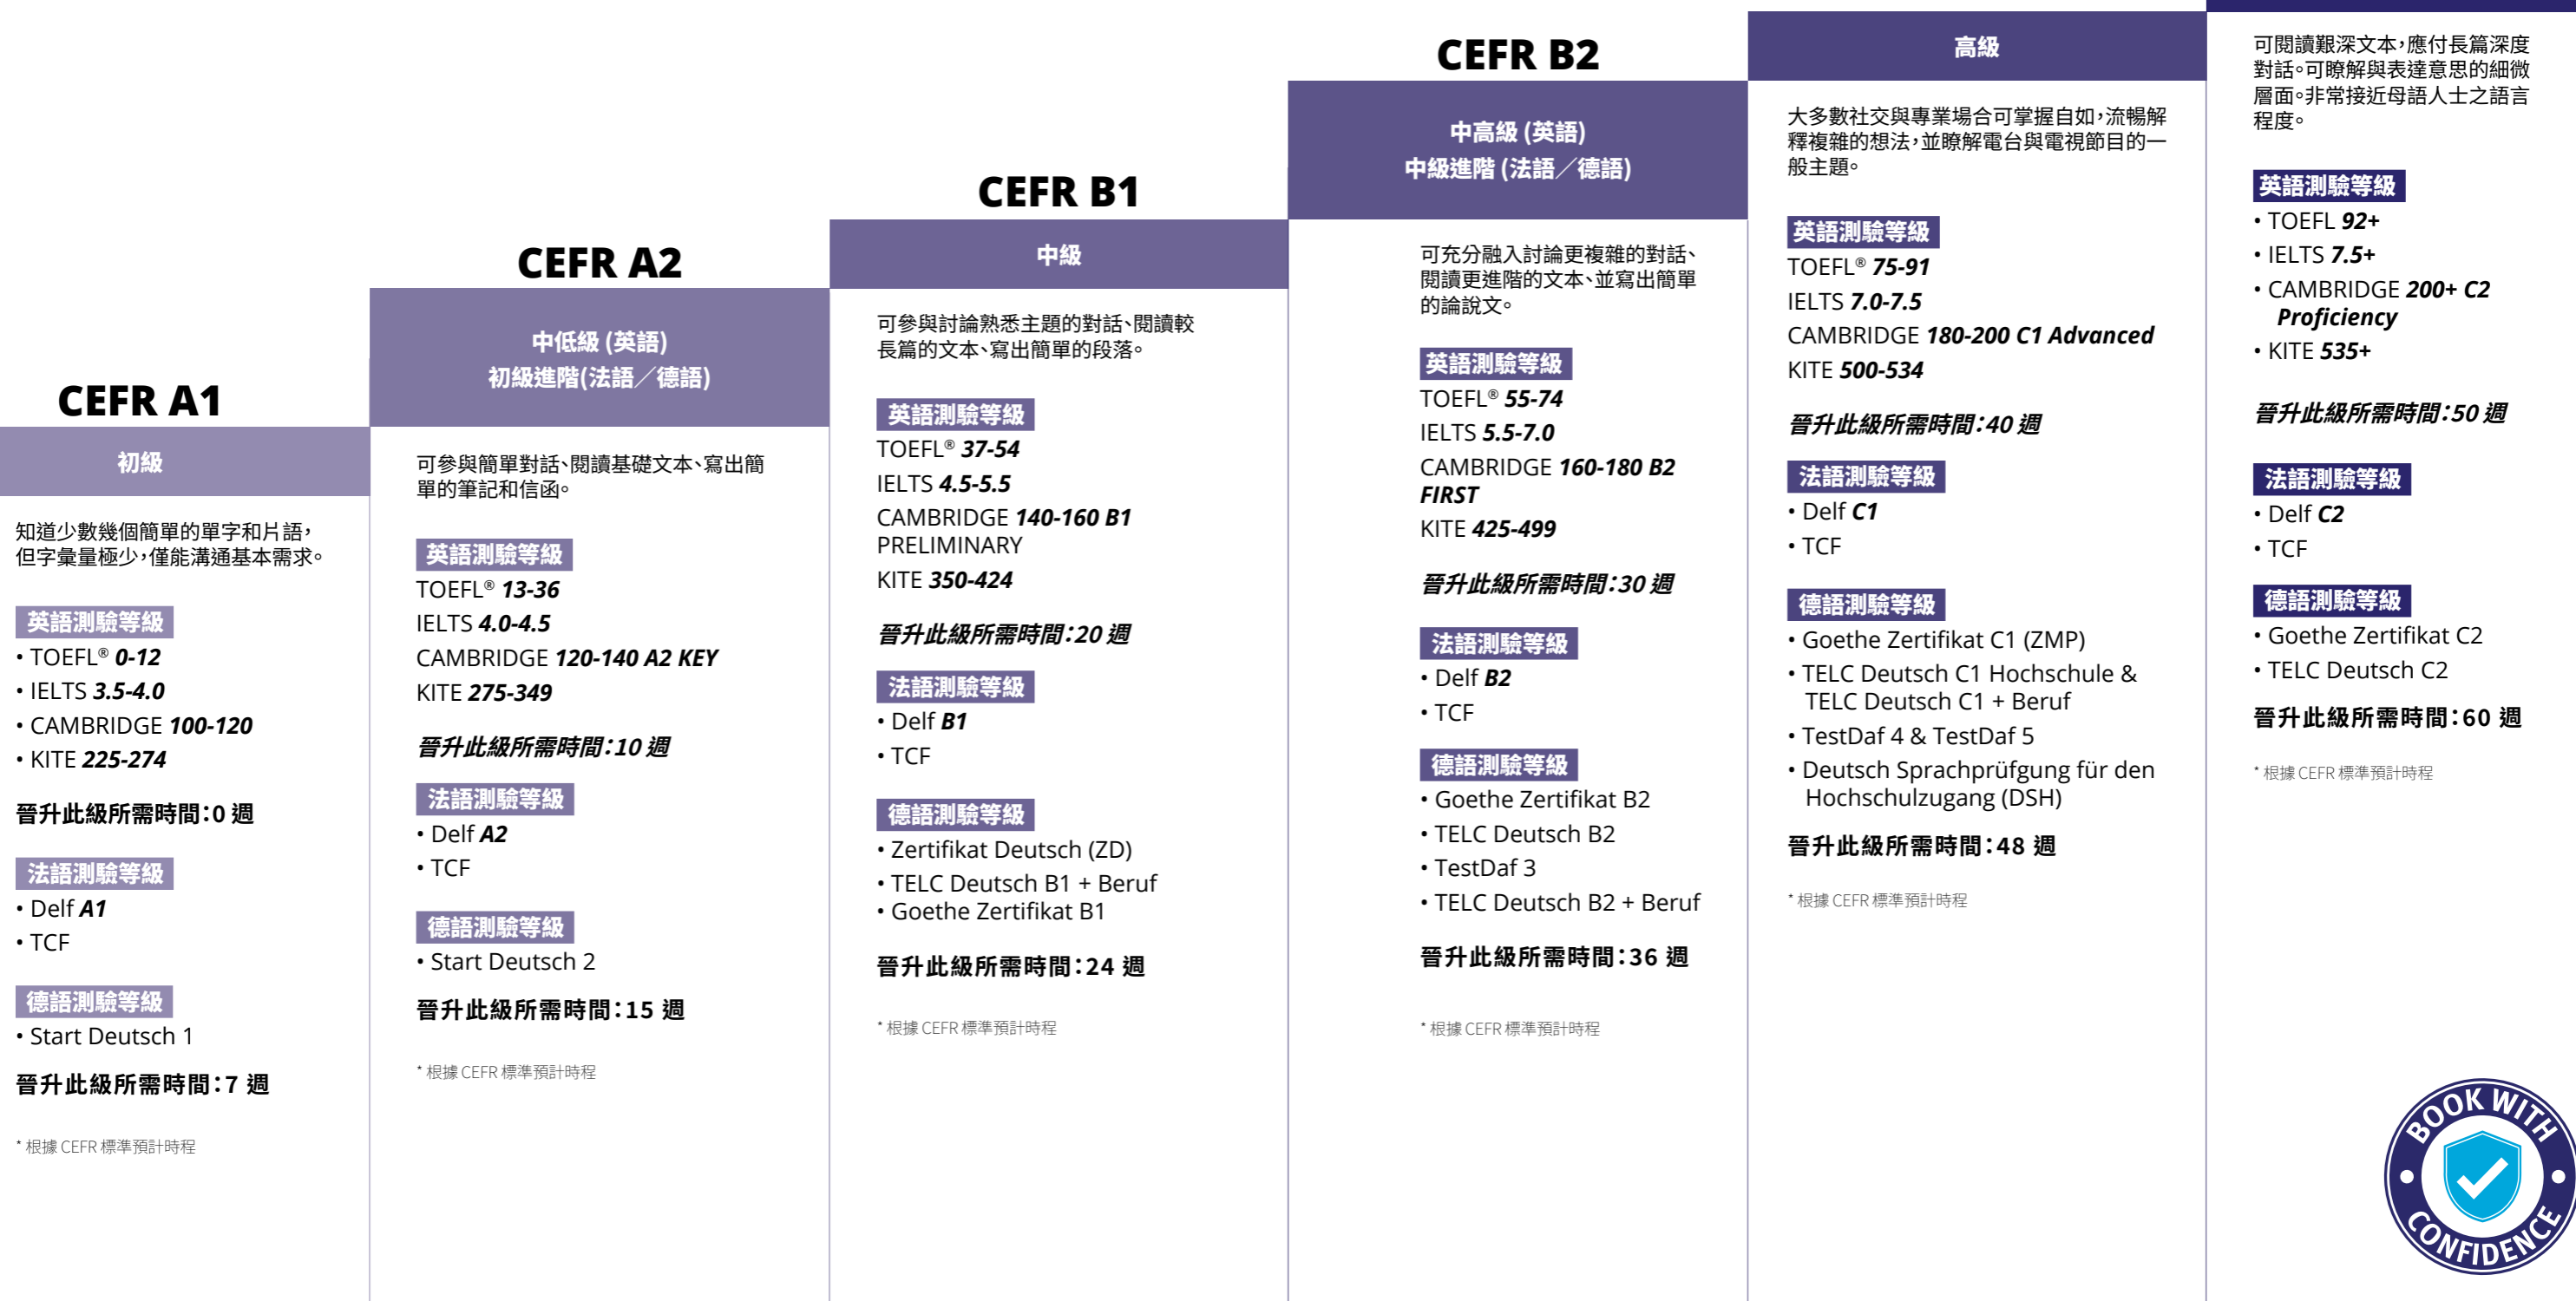 CEFR A1
初級
知道少數幾個簡單的單字和片語，
但字彙量極少，僅能溝通基本需求。
英語測驗等級
• TOEFL® 0-12
• IELTS 3.5-4.0
• CAMBRIDGE 100-120
• KITE 225-274
晉升此級所需時間：0 週
法語測驗等級
• Delf A1
• TCF
德語測驗等級
• Start Deutsch 1
晉升此級所需時間：7 週
* 根據 CEFR 標準預計時程
CEFR A2
中低級 (英語)
初級進階(法語／德語)
可參與簡單對話、閱讀基礎文本、寫出簡
單的筆記和信函。
英語測驗等級
TOEFL® 13-36
IELTS 4.0-4.5
CAMBRIDGE 120-140 A2 KEY
KITE 275-349
晉升此級所需時間：10 週
法語測驗等級
• Delf A2
• TCF
德語測驗等級
• Start Deutsch 2
晉升此級所需時間：15 週
* 根據 CEFR 標準預計時程
CEFR B1
中級
可參與討論熟悉主題的對話、閱讀較
長篇的文本、寫出簡單的段落。
英語測驗等級
TOEFL® 37-54
IELTS 4.5-5.5
CAMBRIDGE 140-160 B1
PRELIMINARY
KITE 350-424
晉升此級所需時間：20 週
法語測驗等級
• Delf B1
• TCF
德語測驗等級
• Zertifikat Deutsch (ZD)
• TELC Deutsch B1 + Beruf
• Goethe Zertifikat B1
晉升此級所需時間：24 週
* 根據 CEFR 標準預計時程
CEFR B2
中高級 (英語)
中級進階 (法語／德語)
可充分融入討論更複雜的對話、
閱讀更進階的文本、並寫出簡單
的論說文。
英語測驗等級
TOEFL® 55-74
IELTS 5.5-7.0
CAMBRIDGE 160-180 B2
FIRST
KITE 425-499
晉升此級所需時間：30 週
法語測驗等級
• Delf B2
• TCF
德語測驗等級
• Goethe Zertifikat B2
• TELC Deutsch B2
• TestDaf 3
• TELC Deutsch B2 + Beruf
晉升此級所需時間：36 週
* 根據 CEFR 標準預計時程
高級
大多數社交與專業場合可掌握自如，流暢解
釋複雜的想法，並瞭解電台與電視節目的一
般主題。
英語測驗等級
TOEFL® 75-91
IELTS 7.0-7.5
CAMBRIDGE 180-200 C1 Advanced
KITE 500-534
晉升此級所需時間：40 週
法語測驗等級
• Delf C1
• TCF
德語測驗等級
• Goethe Zertifikat C1 (ZMP)
• TELC Deutsch C1 Hochschule &
TELC Deutsch C1 + Beruf
• TestDaf 4 & TestDaf 5
• Deutsch Sprachprüfgung für den
Hochschulzugang (DSH)
晉升此級所需時間：48 週
* 根據 CEFR 標準預計時程
可閱讀艱深文本，應付長篇深度
對話。可瞭解與表達意思的細微
層面。非常接近母語人士之語言
程度。
英語測驗等級
• TOEFL 92+
• IELTS 7.5+
• CAMBRIDGE 200+ C2
Proficiency
• KITE 535+
晉升此級所需時間：50 週
法語測驗等級
• Delf C2
• TCF
德語測驗等級
• Goethe Zertifikat C2
• TELC Deutsch C2
晉升此級所需時間：60 週
* 根據 CEFR 標準預計時程
BOOK WITH
CONFIDENCE